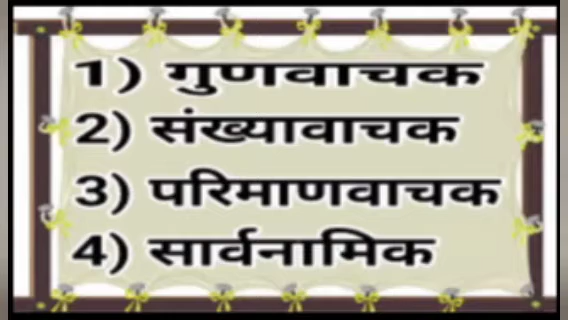 1) गुणवाचक
2) संख्यावाचक
3) परिमाणवाचक
4) सार्वनामिक